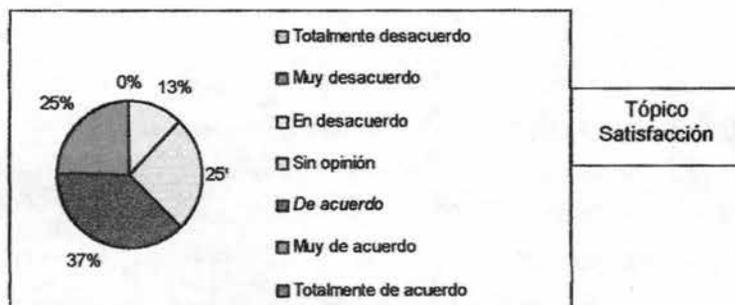 Totalmente desacuerdo
Muy desacuerdo
En desacuerdo
Sin opinión
De acuerdo
Muy de acuerdo
Totalmente de acuerdo
0%
13%
25%
25%
37%
Tópico
Satisfacción